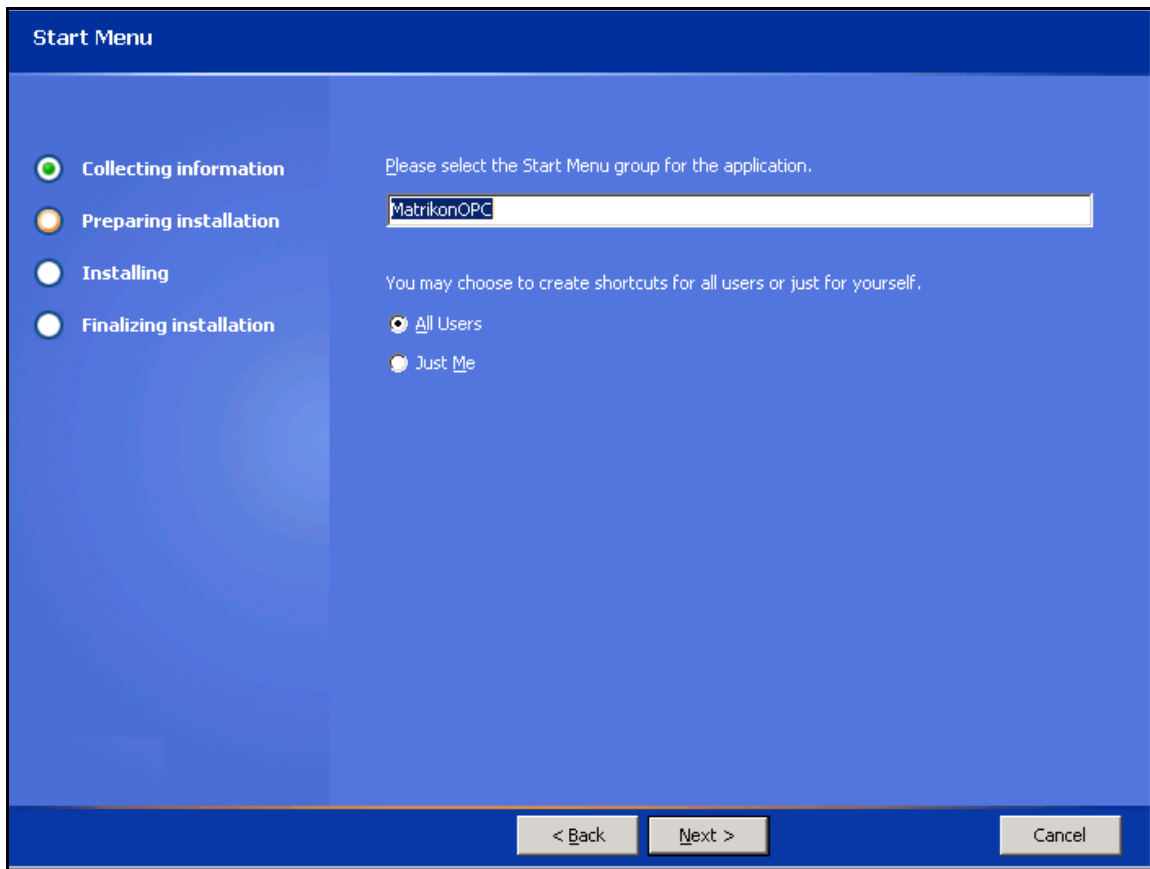 Start Menu
Collecting information
Preparing installation
Installing
Finalizing installation
Please select the Start Menu group for the application.
MatrikonOPC
You may choose to create shortcuts for all users or just for yourself.
All Users
Just Me
< Back
Next >
Cancel